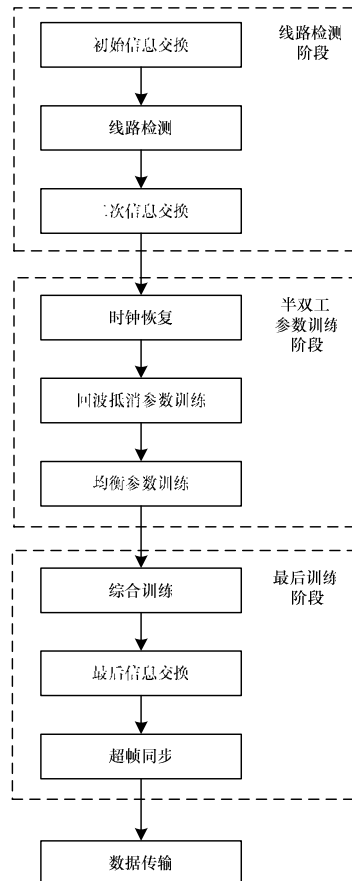 初始信息交换
线路检测
阶段
线路检测
二次信息交换
时钟恢复
半双工
参数训练
阶段
回波抵消参数训练
均衡参数训练
综合训练
最后训练
阶段
最后信息交换
超帧同步
数据传输